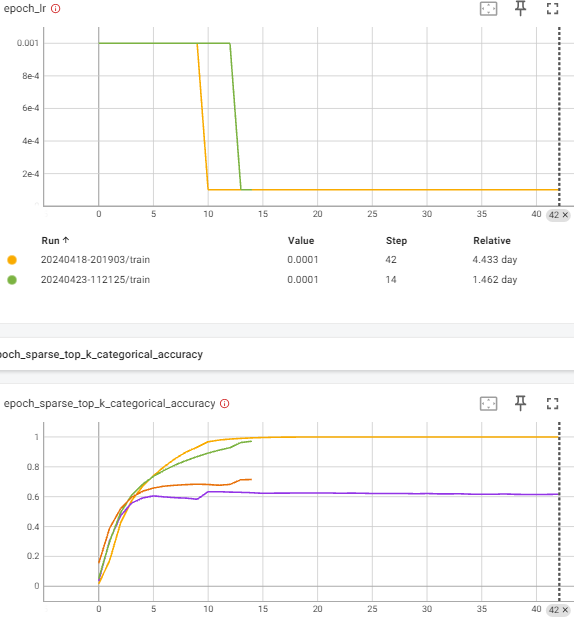 epoch_lr
0.001
8e-4
6e-4
4e-4
2e-4
0 5 10 15 20 25 30 35 40 42 ×
Run ↑ Value Step Relative
20240418-201903/train 0.0001 42 4.433 day
20240423-112125/train 0.0001 14 1.462 day
poch_sparse_top_k_categorical_accuracy
epoch_sparse_top_k_categorical_accuracy
1
0.8
0.6
0.4
0.2
0
0 5 10 15 20 25 30 35 40 42 ×